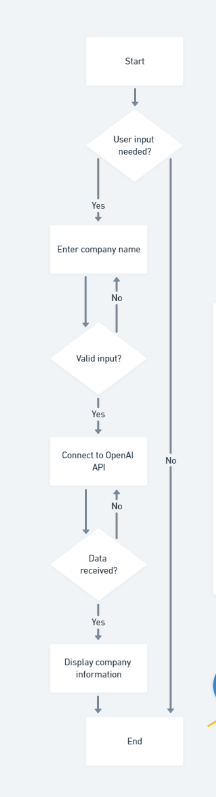 Start
User input
needed?
Yes
Enter company name
No
Valid input?
Yes
Connect to OpenAI
API
No
No
Data
received?
Yes
Display company
information
End